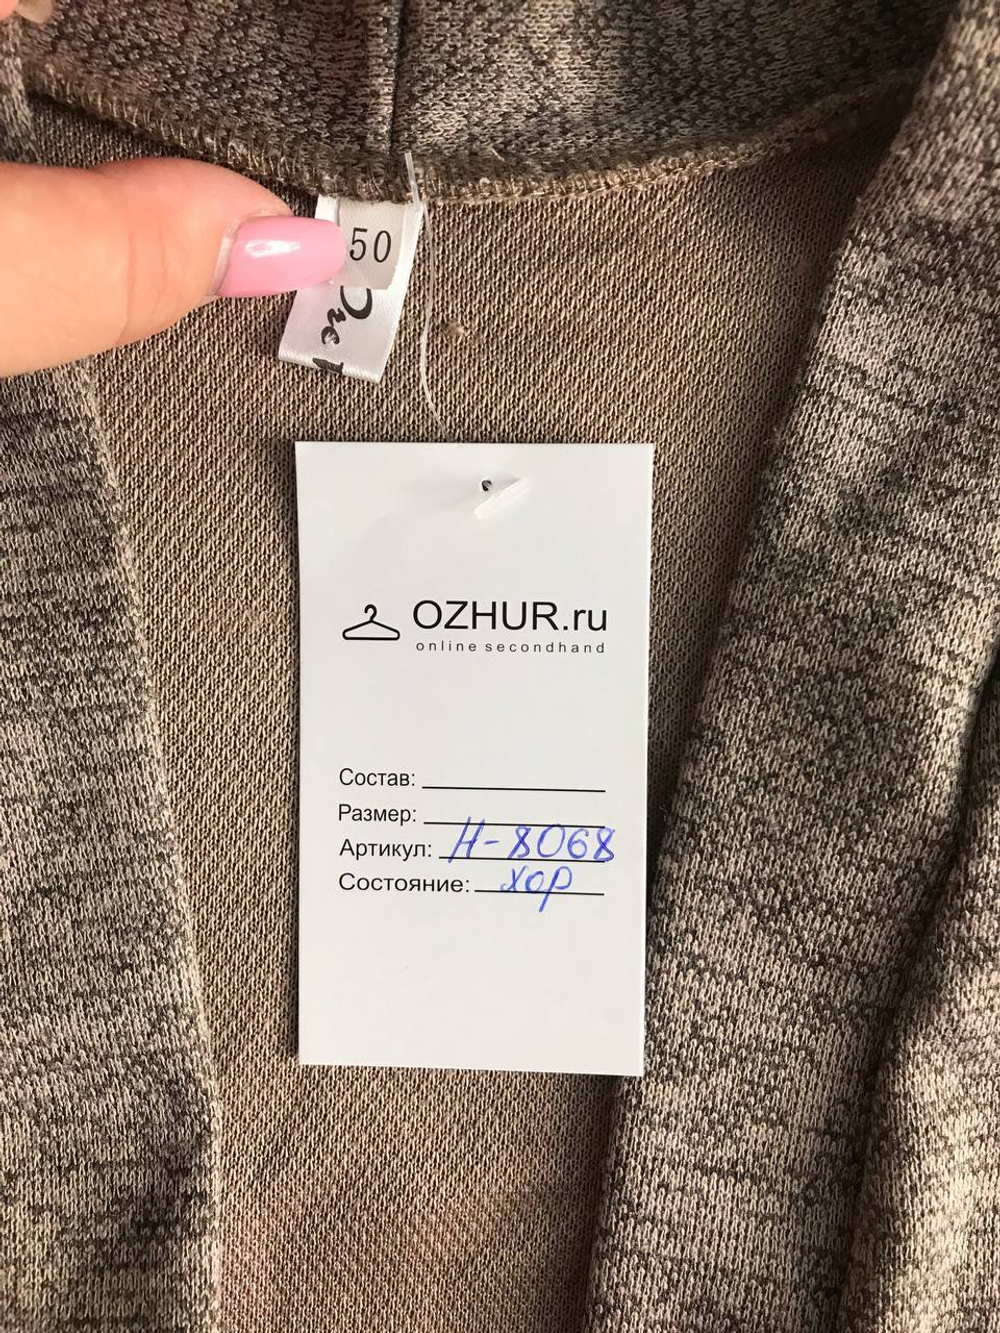 50
OZHUR.ru
online secondhand
Состав:
Размер:
Артикул: Н-8068
Состояние: хор